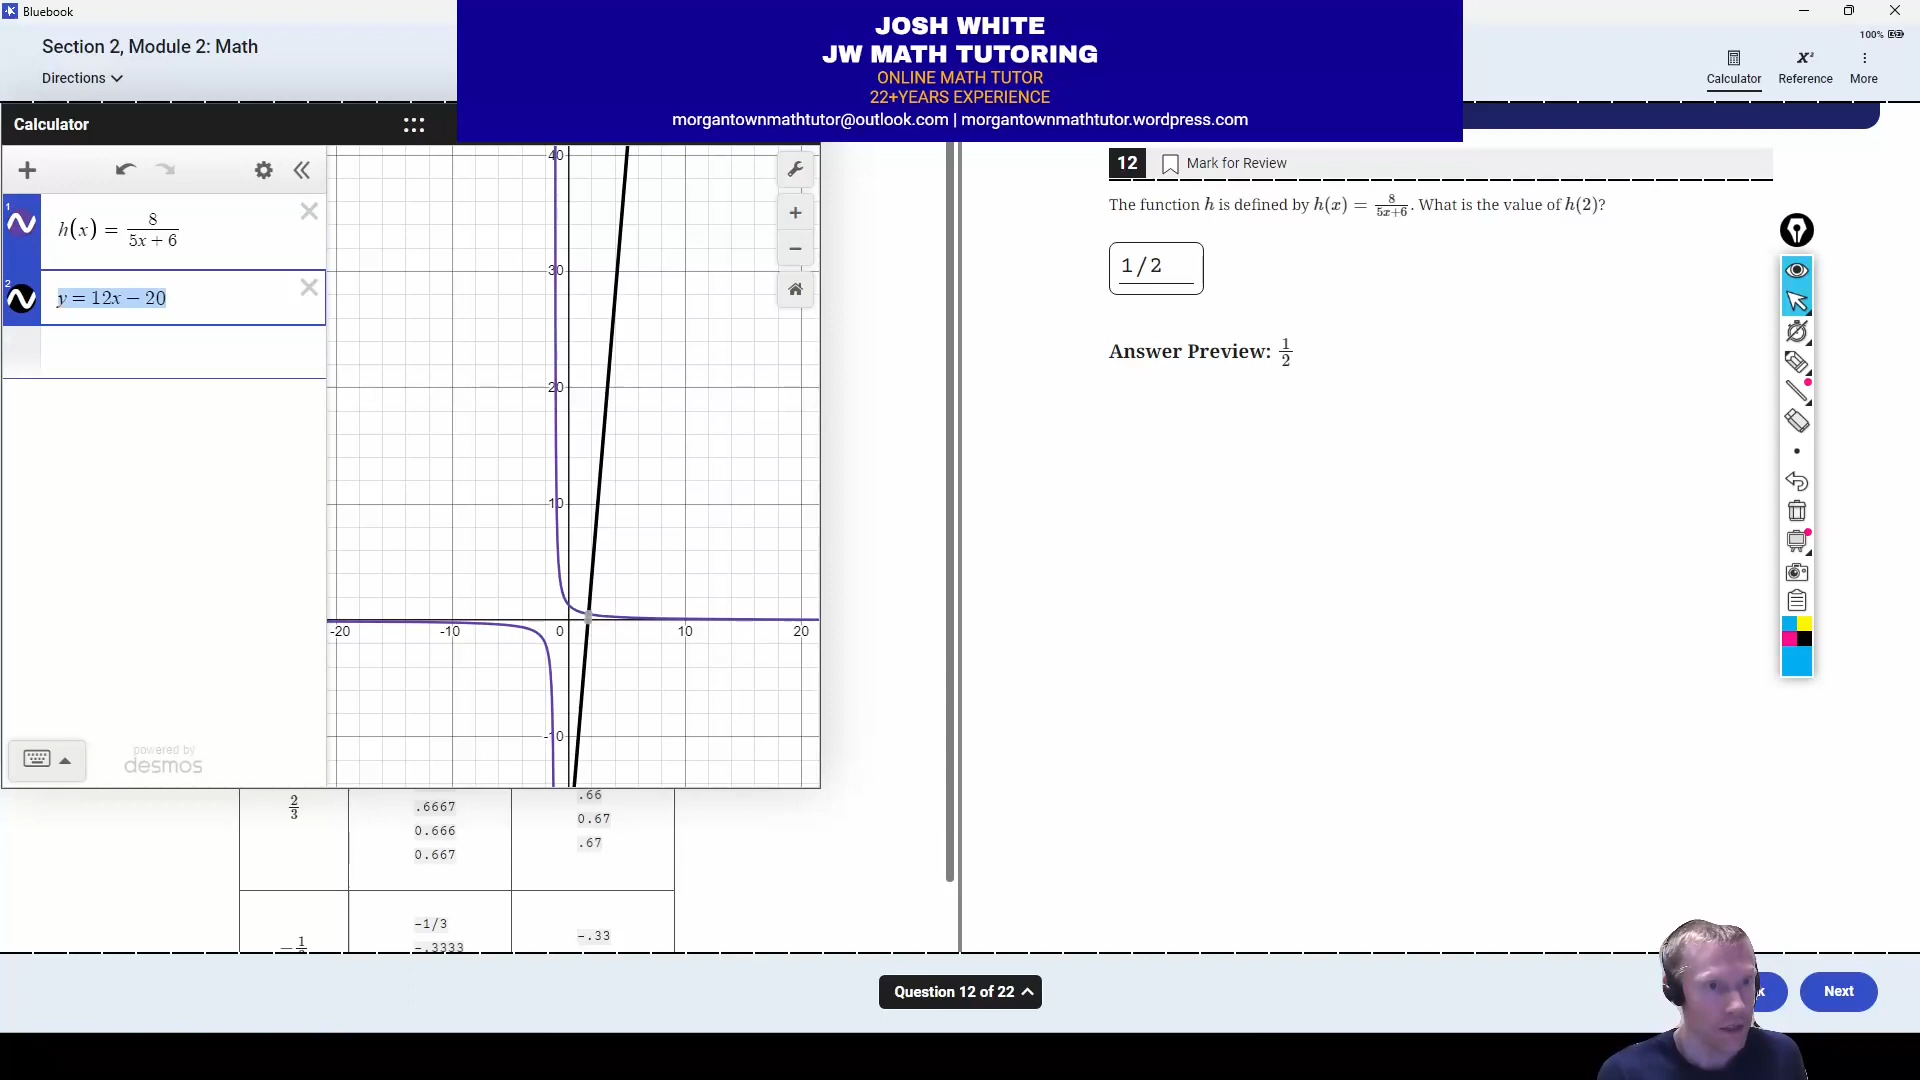 Bluebook
Section 2, Module 2: Math
Directions
JOSH WHITE
JW MATH TUTORING
ONLINE MATH TUTOR
22+YEARS EXPERIENCE
morgantownmathtutor@outlook.com | morgantownmathtutor.wordpress.com
100%
Calculator
Reference
More
Calculator
1
h(x) = 8/(5x + 6)
2
y = 12x − 20
powered by
desmos
40
30
20
10
-20
-10
0
10
20
-10
12
Mark for Review
The function h is defined by h(x) = 8/(5x+6). What is the value of h(2)?
1/2
Answer Preview: 1/2
2/3
.6667
0.666
0.667
.66
0.67
.67
-1/3
-.3333
-.33
Question 12 of 22
Next